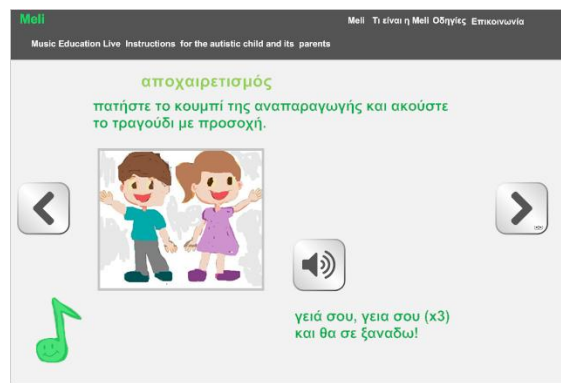 Meli
Meli Τι είναι η Meli Οδηγίες Επικοινωνία
Music Education Live Instructions for the autistic child and its parents
αποχαιρετισμός
πατήστε το κουμπί της αναπαραγωγής και ακούστε
το τραγούδι με προσοχή.
γειά σου, γεια σου (x3)
και θα σε ξαναδω!